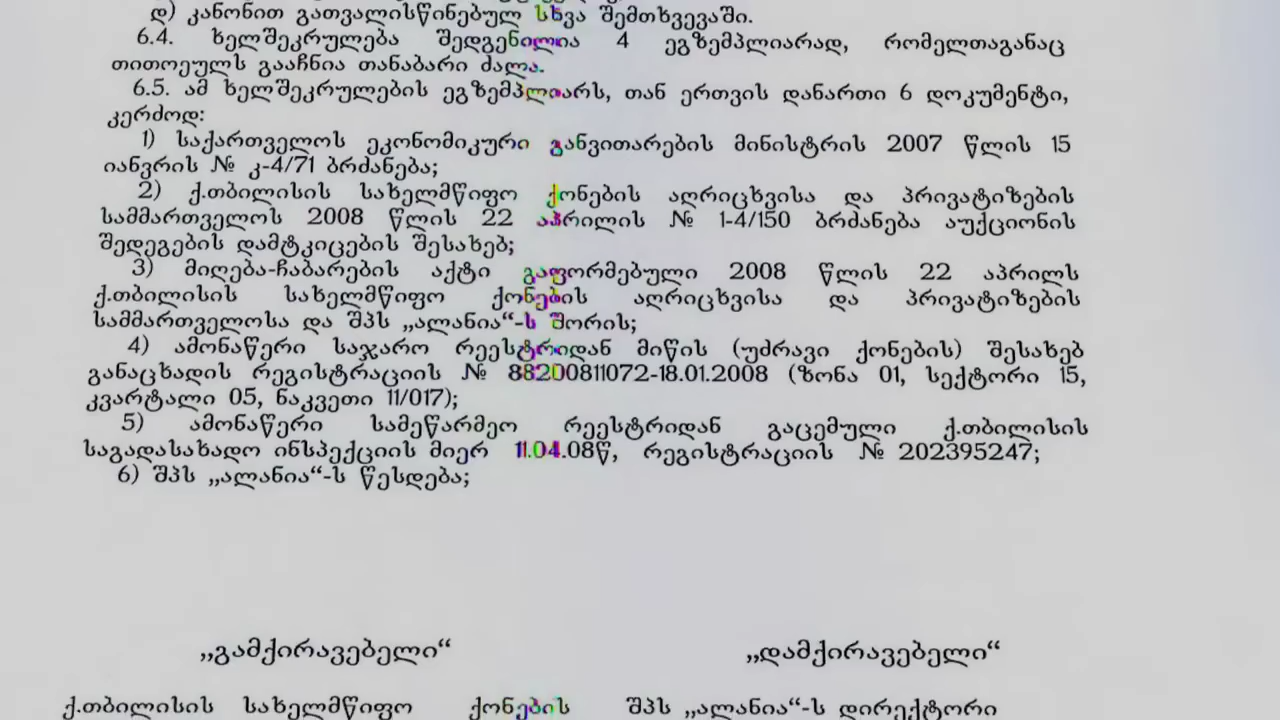 დ) კანონით გათვალისწინებულ სხვა შემთხვევაში.
6.4. ხელშეკრულება შედგენილია 4 ეგზემპლიარად, რომელთაგანაც
თითოეულს გააჩნია თანაბარი ძალა.
6.5. ამ ხელშეკრულების ეგზემპლიარს, თან ერთვის დანართი 6 დოკუმენტი,
კერძოდ:
1) საქართველოს ეკონომიკური განვითარების მინისტრის 2007 წლის 15
იანვრის № კ-4/71 ბრძანება;
2) ქ.თბილისის სახელმწიფო ქონების აღრიცხვისა და პრივატიზების
სამმართველოს 2008 წლის 22 აპრილის № 1-4/150 ბრძანება აუქციონის
შედეგების დამტკიცების შესახებ;
3) მიღება-ჩაბარების აქტი გაფორმებული 2008 წლის 22 აპრილს
ქ.თბილისის სახელმწიფო ქონების აღრიცხვისა და პრივატიზების
სამმართველოსა და შპს „ალანია“-ს შორის;
4) ამონაწერი საჯარო რეესტრიდან მიწის (უძრავი ქონების) შესახებ
განაცხადის რეგისტრაციის № 882008110​72-18.01.2008 (ზონა 01, სექტორი 15,
კვარტალი 05, ნაკვეთი 11/017);
5) ამონაწერი სამეწარმეო რეესტრიდან გაცემული ქ.თბილისის
საგადასახადო ინსპექციის მიერ 11.04.08წ, რეგისტრაციის № 202395247;
6) შპს „ალანია“-ს წესდება;
„გამქირავებელი“ „დამქირავებელი“
ქ.თბილისის სახელმწიფო ქონების შპს „ალანია“-ს დირექტორი